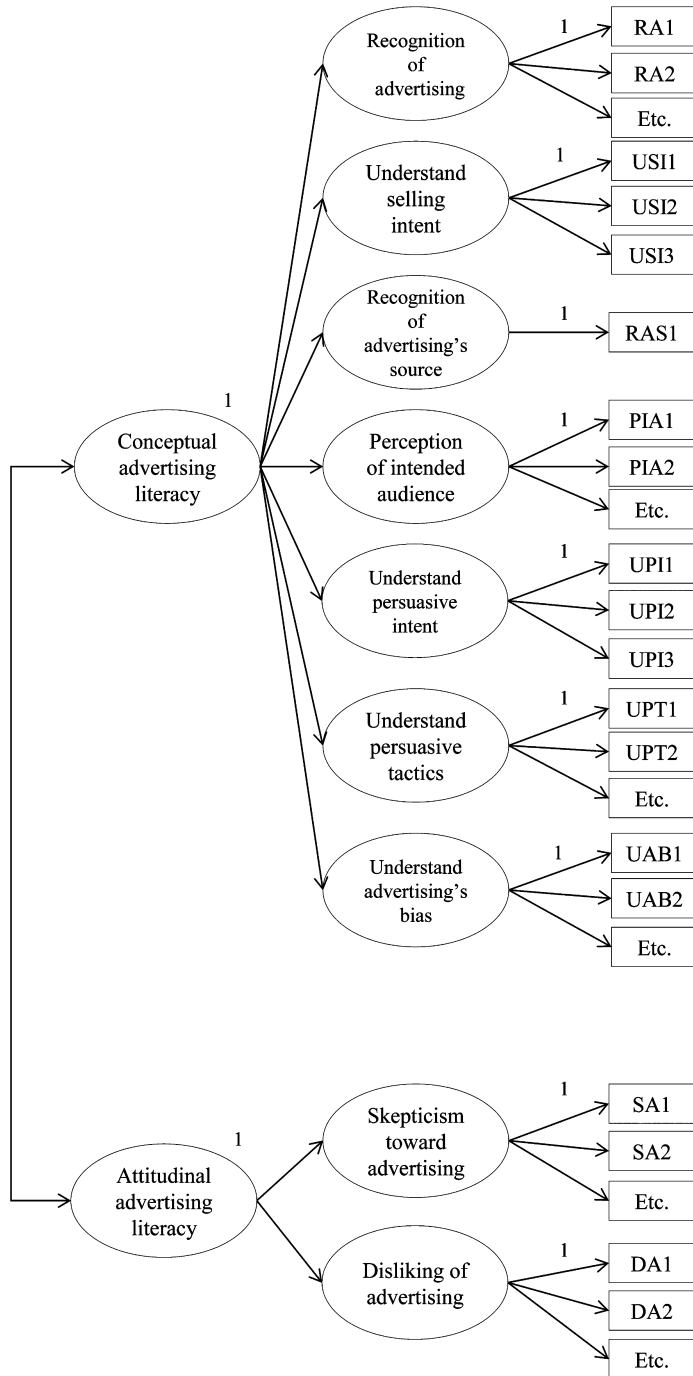 Recognition
of
advertising
1
RA1
RA2
Etc.
Understand
selling
intent
1
USI1
USI2
USI3
Recognition
of
advertising’s
source
1
RAS1
1
Conceptual
advertising
literacy
Perception
of intended
audience
1
PIA1
PIA2
Etc.
Understand
persuasive
intent
1
UPI1
UPI2
UPI3
Understand
persuasive
tactics
1
UPT1
UPT2
Etc.
Understand
advertising’s
bias
1
UAB1
UAB2
Etc.
1
Attitudinal
advertising
literacy
Skepticism
toward
advertising
1
SA1
SA2
Etc.
Disliking of
advertising
1
DA1
DA2
Etc.